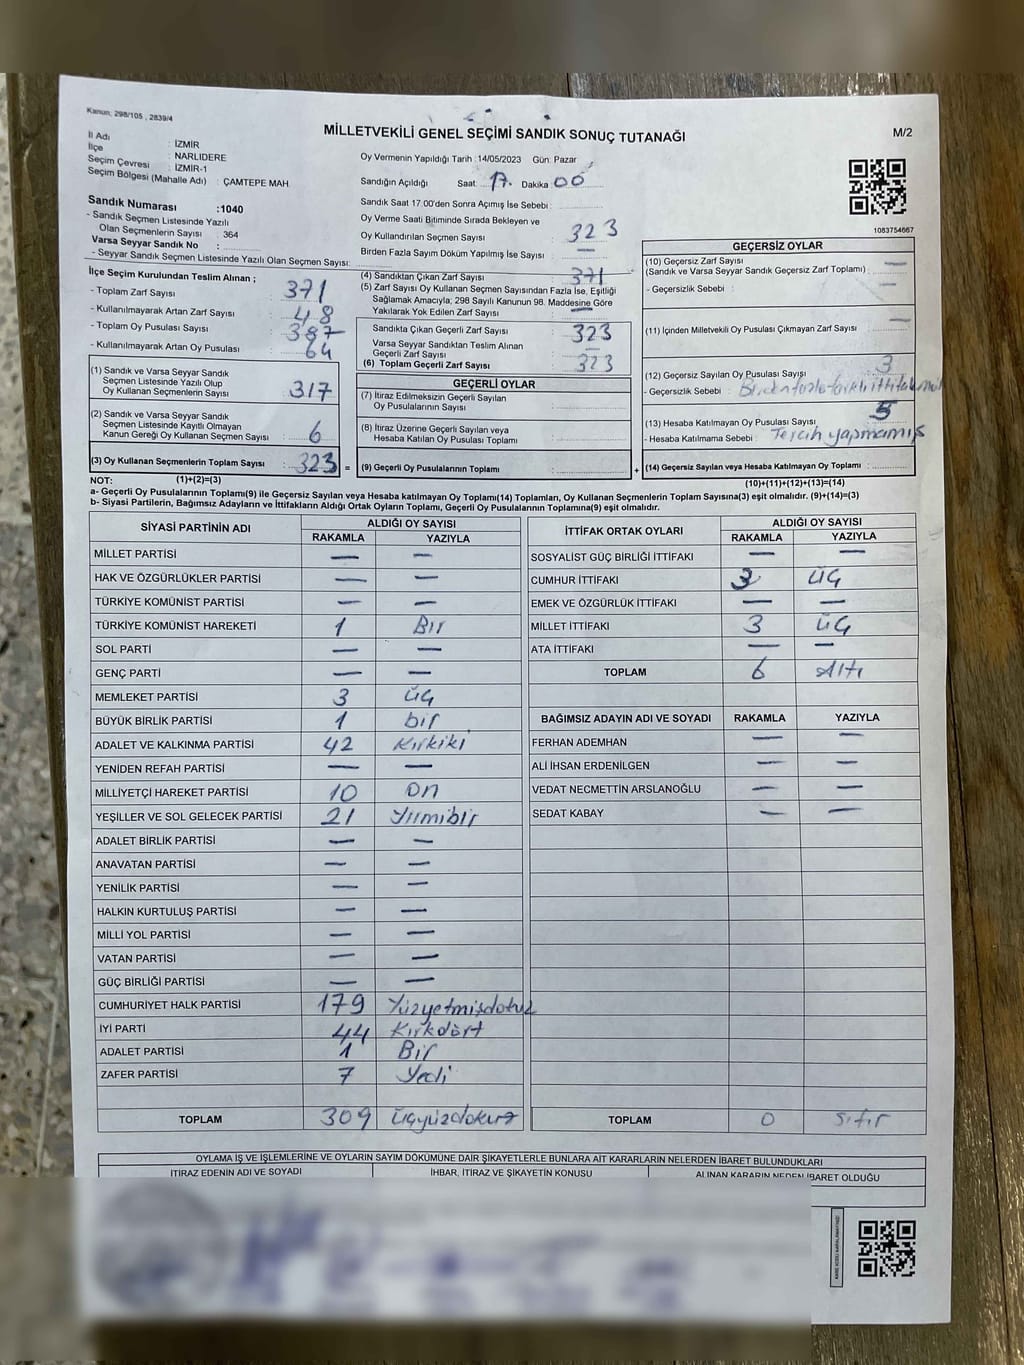 Kanun; 298/105 , 2839/4
MİLLETVEKİLİ GENEL SEÇİMİ SANDIK SONUÇ TUTANAĞI
M/2
İl Adı : İZMİR
İlçe : NARLIDERE
Seçim Çevresi : İZMİR-1
Seçim Bölgesi (Mahalle Adı) : ÇAMTEPE MAH.
Sandık Numarası :1040
- Sandık Seçmen Listesinde Yazılı
Olan Seçmenlerin Sayısı : 364
Varsa Seyyar Sandık No :
- Seyyar Sandık Seçmen Listesinde Yazılı Olan Seçmen Sayısı:
Oy Vermenin Yapıldığı Tarih :14/05/2023 Gün: Pazar
Sandığın Açıldığı Saat: 17. Dakika 00
Sandık Saat 17.00'den Sonra Açımış İse Sebebi :
Oy Verme Saati Bitiminde Sırada Bekleyen ve
Oy Kullandırılan Seçmen Sayısı 323
Birden Fazla Sayım Döküm Yapılmış İse Sayısı : —
1083754667
İlçe Seçim Kurulundan Teslim Alınan ;
- Toplam Zarf Sayısı : 371
- Kullanılmayarak Artan Zarf Sayısı : 48
- Toplam Oy Pusulası Sayısı : 387
- Kullanılmayarak Artan Oy Pusulası : 64
(1) Sandık ve Varsa Seyyar Sandık
Seçmen Listesinde Yazılı Olup
Oy Kullanan Seçmenlerin Sayısı : 317
(2) Sandık ve Varsa Seyyar Sandık
Seçmen Listesinde Kayıtlı Olmayan
Kanun Gereği Oy Kullanan Seçmen Sayısı : 6
(3) Oy Kullanan Seçmenlerin Toplam Sayısı : 323 =
(4) Sandıktan Çıkan Zarf Sayısı : 371
(5) Zarf Sayısı Oy Kullanan Seçmen Sayısından Fazla İse, Eşitliği
Sağlamak Amacıyla; 298 Sayılı Kanunun 98. Maddesine Göre
Yakılarak Yok Edilen Zarf Sayısı : —
Sandıkta Çıkan Geçerli Zarf Sayısı : 323
Varsa Seyyar Sandıktan Teslim Alınan
Geçerli Zarf Sayısı : —
(6) Toplam Geçerli Zarf Sayısı : 323
GEÇERLİ OYLAR
(7) İtiraz Edilmeksizin Geçerli Sayılan
Oy Pusulalarının Sayısı :
(8) İtiraz Üzerine Geçerli Sayılan veya
Hesaba Katılan Oy Pusulası Toplamı :
(9) Geçerli Oy Pusulalarının Toplamı : +
GEÇERSİZ OYLAR
(10) Geçersiz Zarf Sayısı : —
(Sandık ve Varsa Seyyar Sandık Geçersiz Zarf Toplamı)
- Geçersizlik Sebebi : —
(11) İçinden Milletvekili Oy Pusulası Çıkmayan Zarf Sayısı : —
(12) Geçersiz Sayılan Oy Pusulası Sayısı : 3
- Geçersizlik Sebebi : Birden fazla farklı ittifaka
(13) Hesaba Katılmayan Oy Pusulası Sayısı : 5
- Hesaba Katılmama Sebebi : Tercih yapmamış
(14) Geçersiz Sayılan veya Hesaba Katılmayan Oy Toplamı :
NOT: (1)+(2)=(3)
(10)+(11)+(12)+(13)=(14)
a- Geçerli Oy Pusulalarının Toplamı(9) ile Geçersiz Sayılan veya Hesaba katılmayan Oy Toplamı(14) Toplamları, Oy Kullanan Seçmenlerin Toplam Sayısına(3) eşit olmalıdır. (9)+(14)=(3)
b- Siyasi Partilerin, Bağımsız Adayların ve İttifakların Aldığı Ortak Oyların Toplamı, Geçerli Oy Pusulalarının Toplamına(9) eşit olmalıdır.
SİYASİ PARTİNİN ADI ALDIĞI OY SAYISI
RAKAMLA YAZIYLA
MİLLET PARTİSİ — —
HAK VE ÖZGÜRLÜKLER PARTİSİ — —
TÜRKİYE KOMÜNİST PARTİSİ — —
TÜRKİYE KOMÜNİST HAREKETİ 1 Bir
SOL PARTİ — —
GENÇ PARTİ — —
MEMLEKET PARTİSİ 3 üç
BÜYÜK BİRLİK PARTİSİ 1 bir
ADALET VE KALKINMA PARTİSİ 42 Kırkiki
YENİDEN REFAH PARTİSİ — —
MİLLİYETÇİ HAREKET PARTİSİ 10 on
YEŞİLLER VE SOL GELECEK PARTİSİ 21 Yirmibir
ADALET BİRLİK PARTİSİ — —
ANAVATAN PARTİSİ — —
YENİLİK PARTİSİ — —
HALKIN KURTULUŞ PARTİSİ — —
MİLLİ YOL PARTİSİ — —
VATAN PARTİSİ — —
GÜÇ BİRLİĞİ PARTİSİ — —
CUMHURİYET HALK PARTİSİ 179 Yüzyetmişdokuz
İYİ PARTİ 44 Kırkdört
ADALET PARTİSİ 1 Bir
ZAFER PARTİSİ 7 Yedi
TOPLAM 309 üçyüzdokuz
İTTİFAK ORTAK OYLARI ALDIĞI OY SAYISI
RAKAMLA YAZIYLA
SOSYALİST GÜÇ BİRLİĞİ İTTİFAKI — —
CUMHUR İTTİFAKI 3 üç
EMEK VE ÖZGÜRLÜK İTTİFAKI — —
MİLLET İTTİFAKI 3 üç
ATA İTTİFAKI — —
TOPLAM 6 Altı
BAĞIMSIZ ADAYIN ADI VE SOYADI RAKAMLA YAZIYLA
FERHAN ADEMHAN — —
ALİ İHSAN ERDENİLGEN — —
VEDAT NECMETTİN ARSLANOĞLU — —
SEDAT KABAY — —
TOPLAM 0 sıfır
OYLAMA İŞ VE İŞLEMLERİNE VE OYLARIN SAYIM DÖKÜMÜNE DAİR ŞİKAYETLERLE BUNLARA AİT KARARLARIN NELERDEN İBARET BULUNDUKLARI
İTİRAZ EDENİN ADI VE SOYADI İHBAR, İTİRAZ VE ŞİKAYETİN KONUSU ALINAN KARARIN NEDEN İBARET OLDUĞU